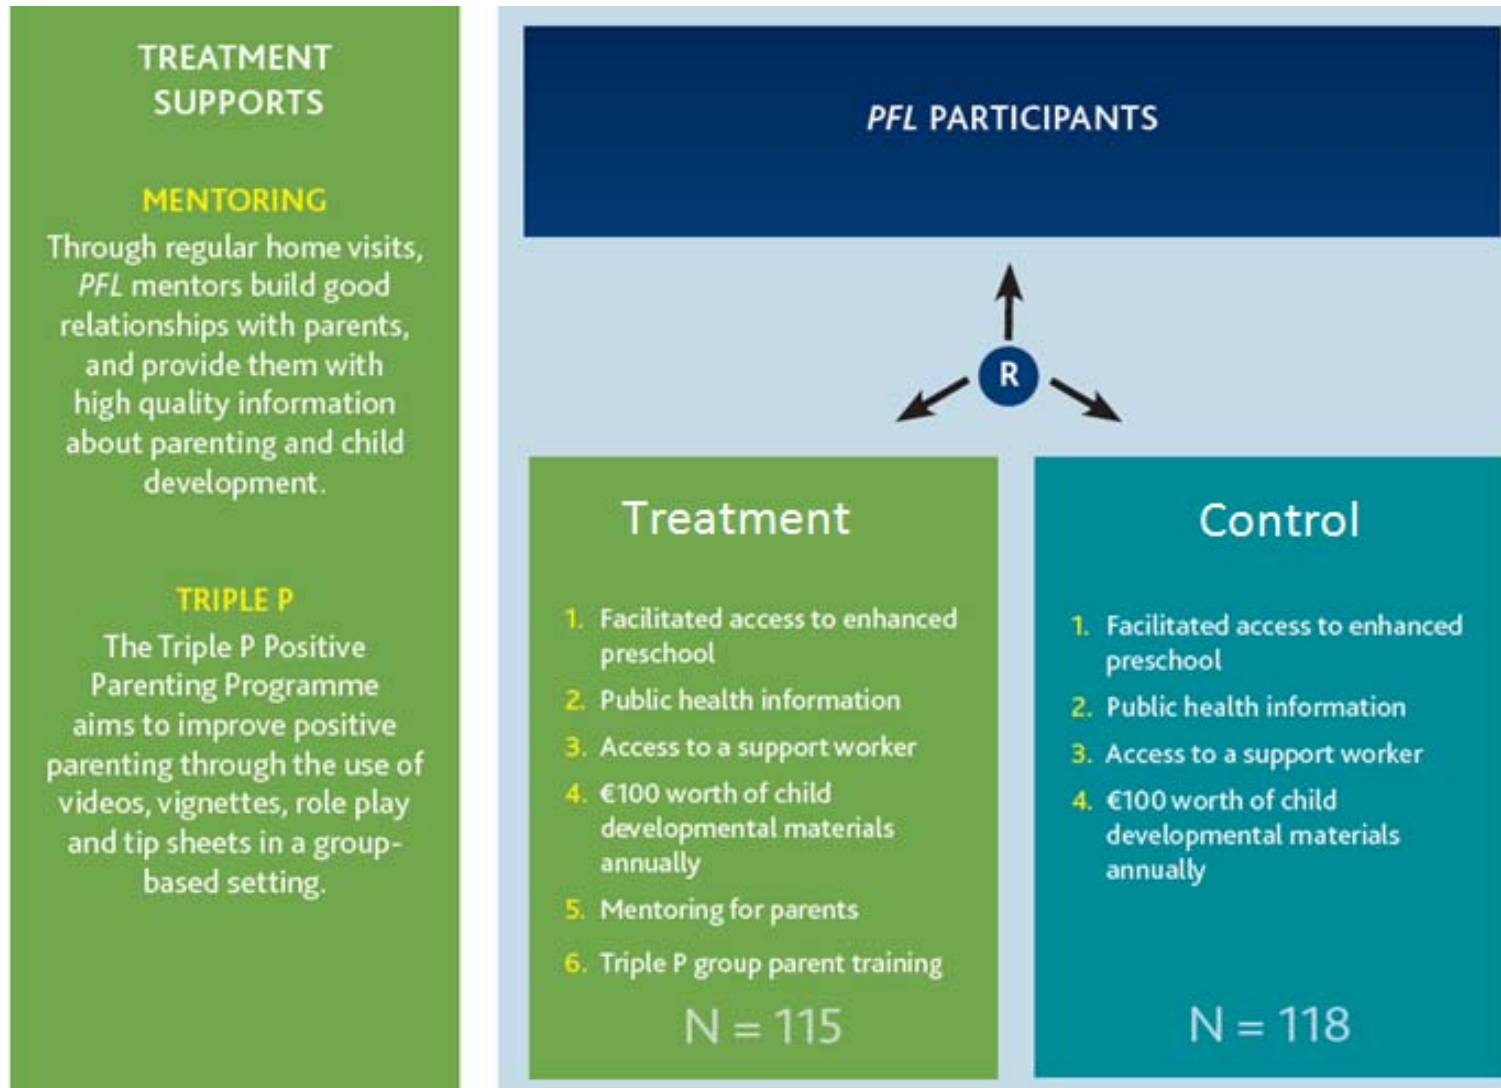 TREATMENT
SUPPORTS
MENTORING
Through regular home visits,
PFL mentors build good
relationships with parents,
and provide them with
high quality information
about parenting and child
development.
TRIPLE P
The Triple P Positive
Parenting Programme
aims to improve positive
parenting through the use of
videos, vignettes, role play
and tip sheets in a group-
based setting.
PFL PARTICIPANTS
R
Treatment
1. Facilitated access to enhanced
preschool
2. Public health information
3. Access to a support worker
4. €100 worth of child
developmental materials
annually
5. Mentoring for parents
6. Triple P group parent training
N = 115
Control
1. Facilitated access to enhanced
preschool
2. Public health information
3. Access to a support worker
4. €100 worth of child
developmental materials
annually
N = 118